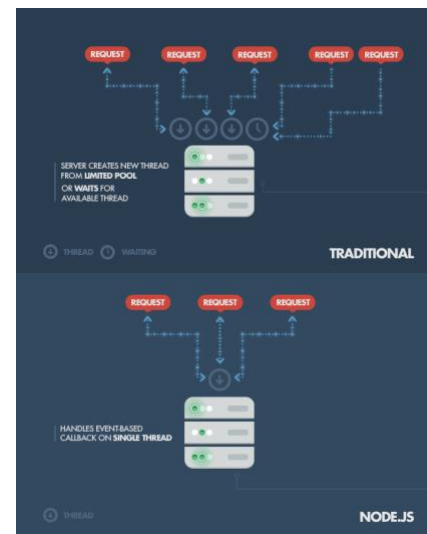 REQUEST REQUEST REQUEST REQUEST REQUEST
SERVER CREATES NEW THREAD
FROM LIMITED POOL
OR WAITS FOR
AVAILABLE THREAD
THREAD WAITING
TRADITIONAL
REQUEST REQUEST REQUEST
HANDLES EVENT-BASED
CALLBACK ON SINGLE THREAD
THREAD
NODE.JS